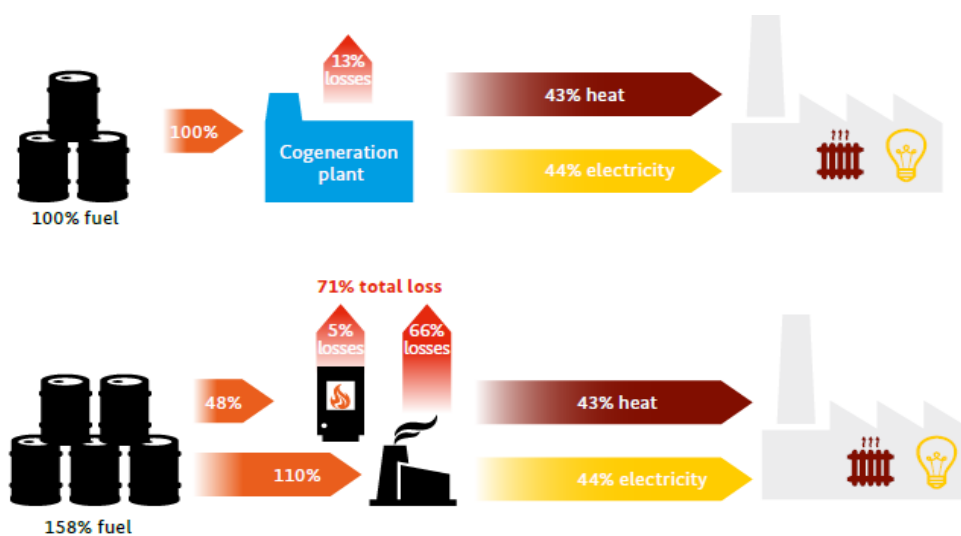 13%
losses
43% heat
100%
Cogeneration
plant
44% electricity
100% fuel
71% total loss
5%
losses
66%
losses
48%
43% heat
110%
44% electricity
158% fuel